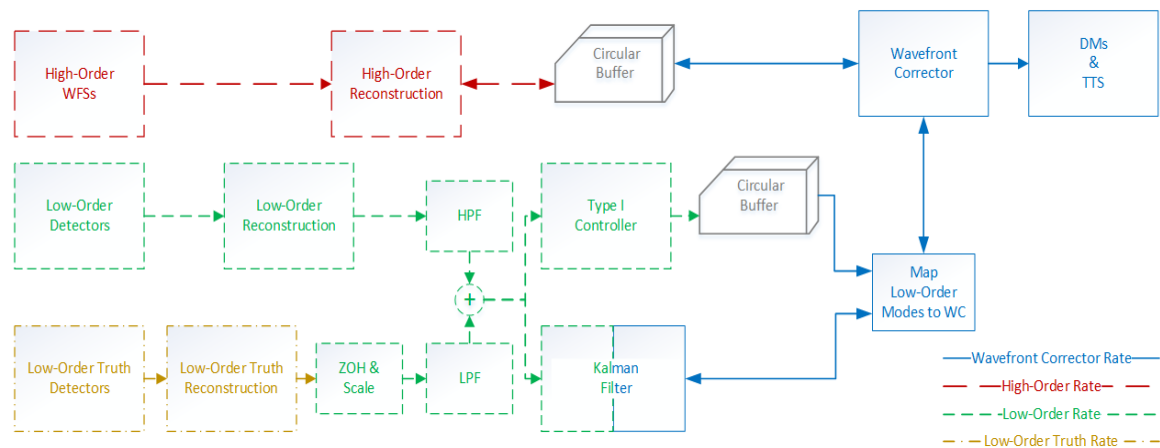 High-Order
WFSs
High-Order
Reconstruction
Circular
Buffer
Wavefront
Corrector
DMs
&
TTS
Low-Order
Detectors
Low-Order
Reconstruction
HPF
Type I
Controller
Circular
Buffer
+
Map
Low-Order
Modes to WC
Low-Order Truth
Detectors
Low-Order Truth
Reconstruction
ZOH &
Scale
LPF
Kalman
Filter
Wavefront Corrector Rate
High-Order Rate
Low-Order Rate
Low-Order Truth Rate